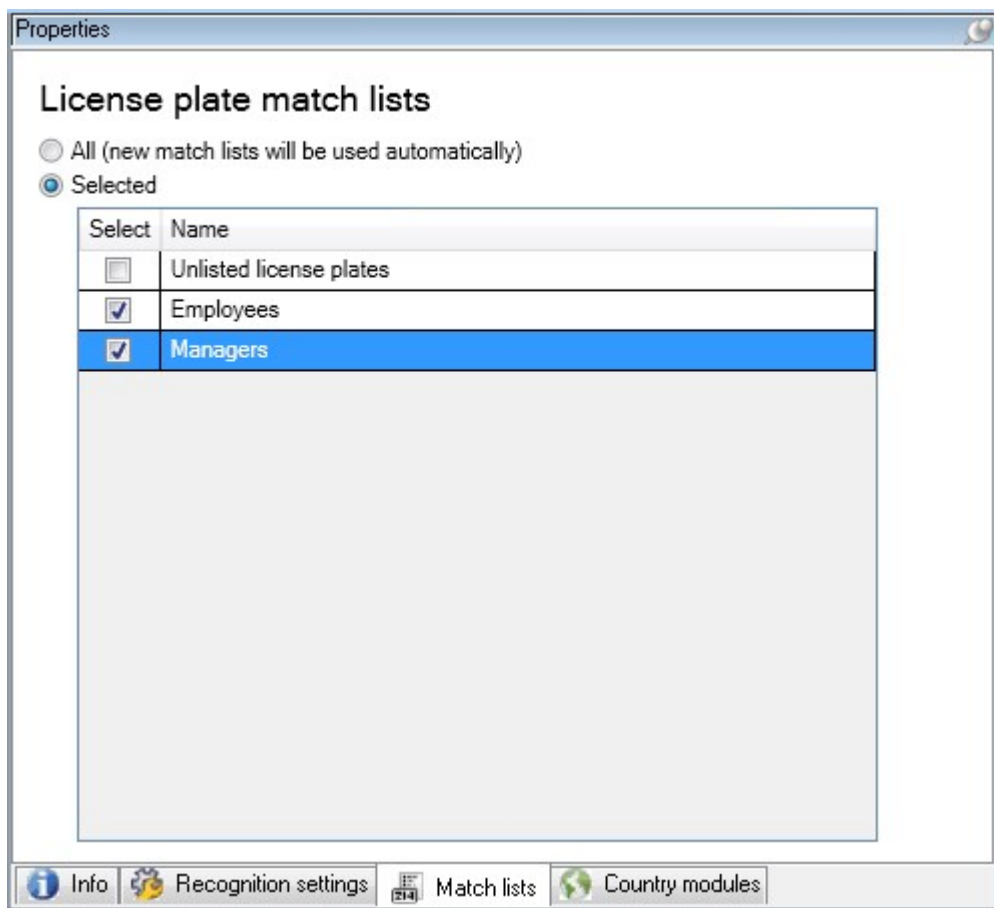 Properties
License plate match lists
All (new match lists will be used automatically)
Selected
Select Name
Unlisted license plates
Employees
Managers
Info Recognition settings Match lists Country modules